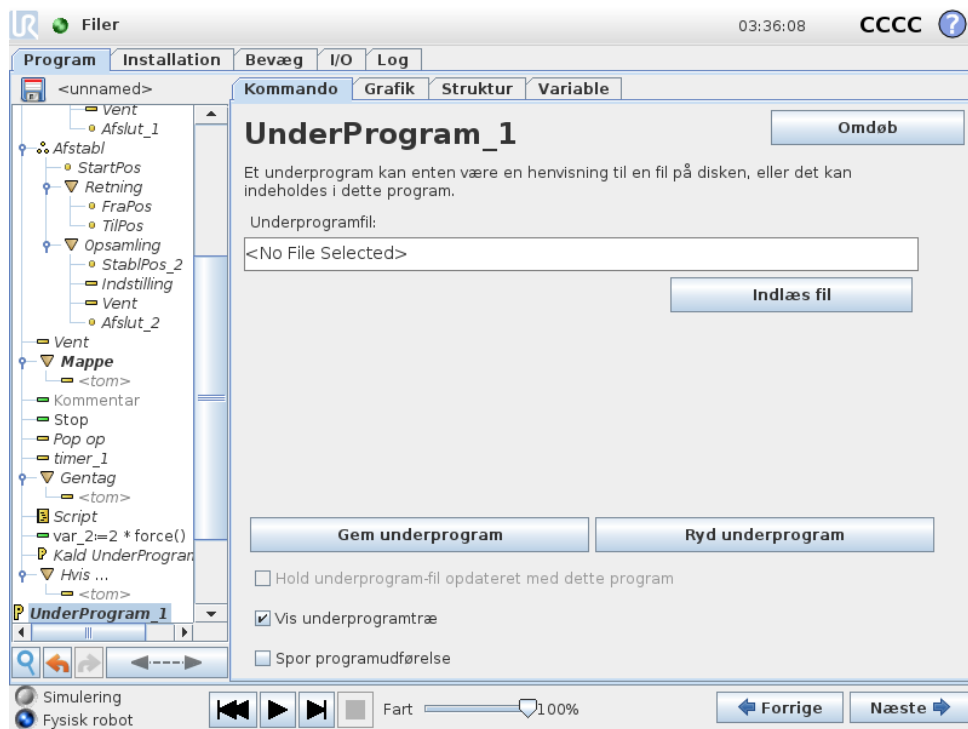 UR Filer 03:36:08 CCCC ?
Program Installation Bevæg I/O Log
<unnamed>
Kommando Grafik Struktur Variable
Vent
Afslut_1
Afstabl
StartPos
Retning
FraPos
TilPos
Opsamling
StablPos_2
Indstilling
Vent
Afslut_2
Vent
Mappe
<tom>
Kommentar
Stop
Pop op
timer_1
Gentag
<tom>
Script
var_2:=2 * force()
Kald UnderProgram
Hvis ...
<tom>
UnderProgram_1
UnderProgram_1
Omdøb
Et underprogram kan enten være en henvisning til en fil på disken, eller det kan
indeholdes i dette program.
Underprogramfil:
<No File Selected>
Indlæs fil
Gem underprogram Ryd underprogram
Hold underprogram-fil opdateret med dette program
Vis underprogramtræ
Spor programudførelse
Simulering
Fysisk robot
Fart 100%
Forrige Næste